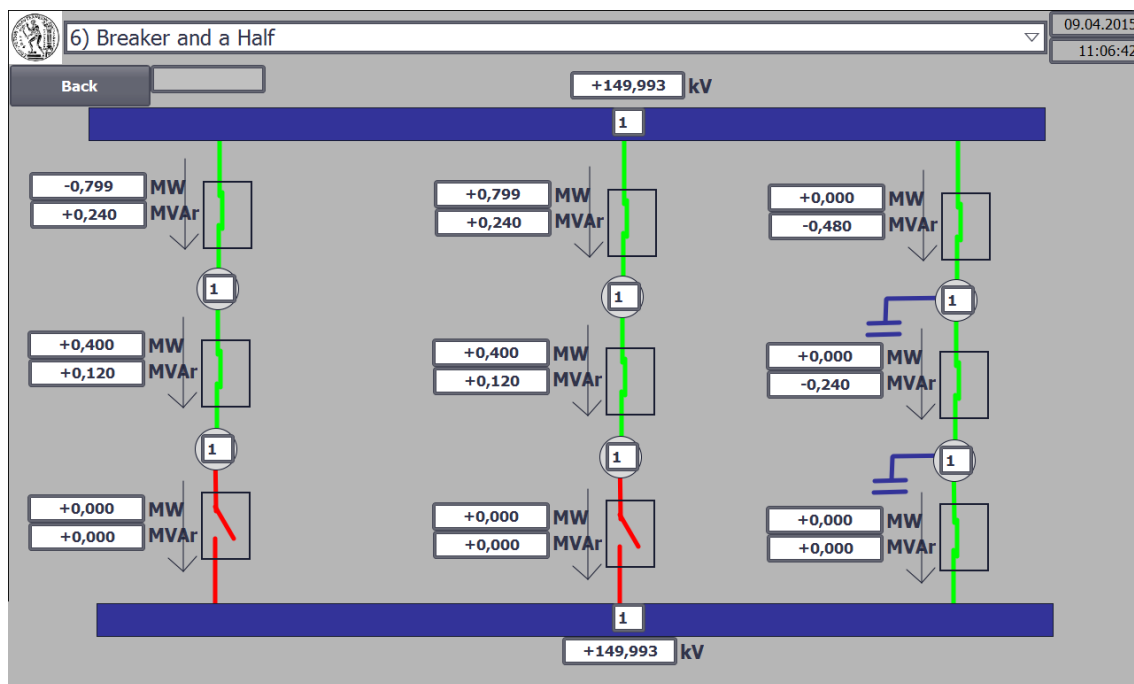 6) Breaker and a Half
09.04.2015
11:06:42
Back
+149,993 kV
1
-0,799 MW
+0,240 MVAr
+0,799 MW
+0,240 MVAr
+0,000 MW
-0,480 MVAr
1
1
1
+0,400 MW
+0,120 MVAr
+0,400 MW
+0,120 MVAr
+0,000 MW
-0,240 MVAr
1
1
1
+0,000 MW
+0,000 MVAr
+0,000 MW
+0,000 MVAr
+0,000 MW
+0,000 MVAr
1
+149,993 kV